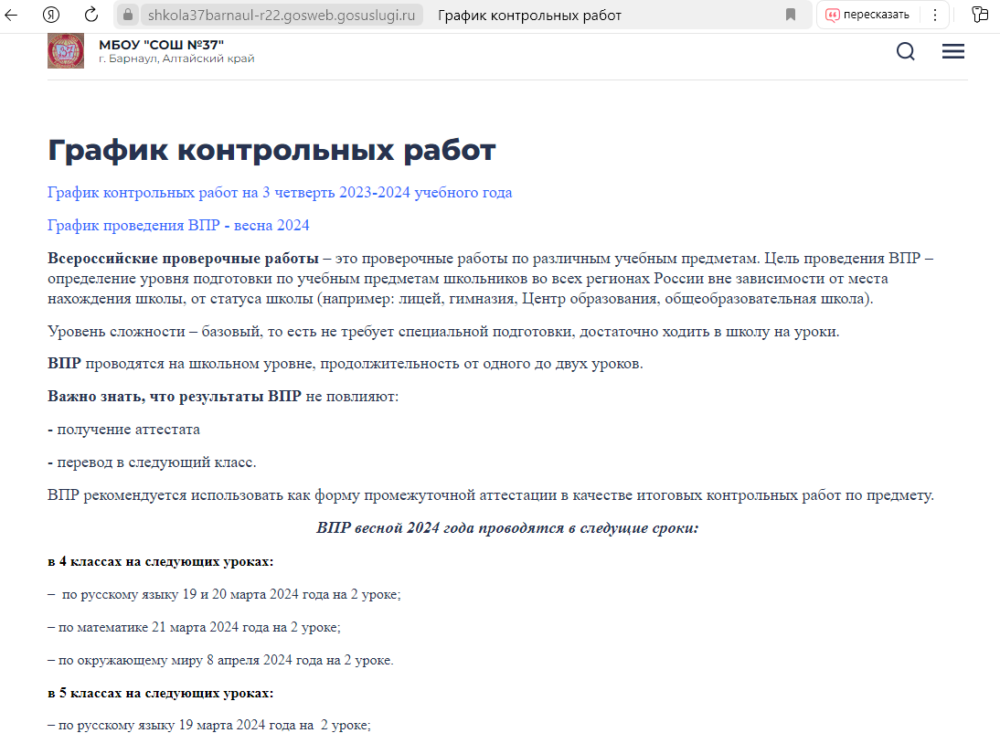 shkola37barnaul-r22.gosweb.gosuslugi.ru График контрольных работ пересказать
МБОУ "СОШ №37"
г. Барнаул, Алтайский край
График контрольных работ
График контрольных работ на 3 четверть 2023-2024 учебного года
График проведения ВПР - весна 2024
Всероссийские проверочные работы – это проверочные работы по различным учебным предметам. Цель проведения ВПР –
определение уровня подготовки по учебным предметам школьников во всех регионах России вне зависимости от места
нахождения школы, от статуса школы (например: лицей, гимназия, Центр образования, общеобразовательная школа).
Уровень сложности – базовый, то есть не требует специальной подготовки, достаточно ходить в школу на уроки.
ВПР проводятся на школьном уровне, продолжительность от одного до двух уроков.
Важно знать, что результаты ВПР не повлияют:
- получение аттестата
- перевод в следующий класс.
ВПР рекомендуется использовать как форму промежуточной аттестации в качестве итоговых контрольных работ по предмету.
ВПР весной 2024 года проводятся в следущие сроки:
в 4 классах на следующих уроках:
– по русскому языку 19 и 20 марта 2024 года на 2 уроке;
– по математике 21 марта 2024 года на 2 уроке;
– по окружающему миру 8 апреля 2024 года на 2 уроке.
в 5 классах на следующих уроках:
– по русскому языку 19 марта 2024 года на 2 уроке;